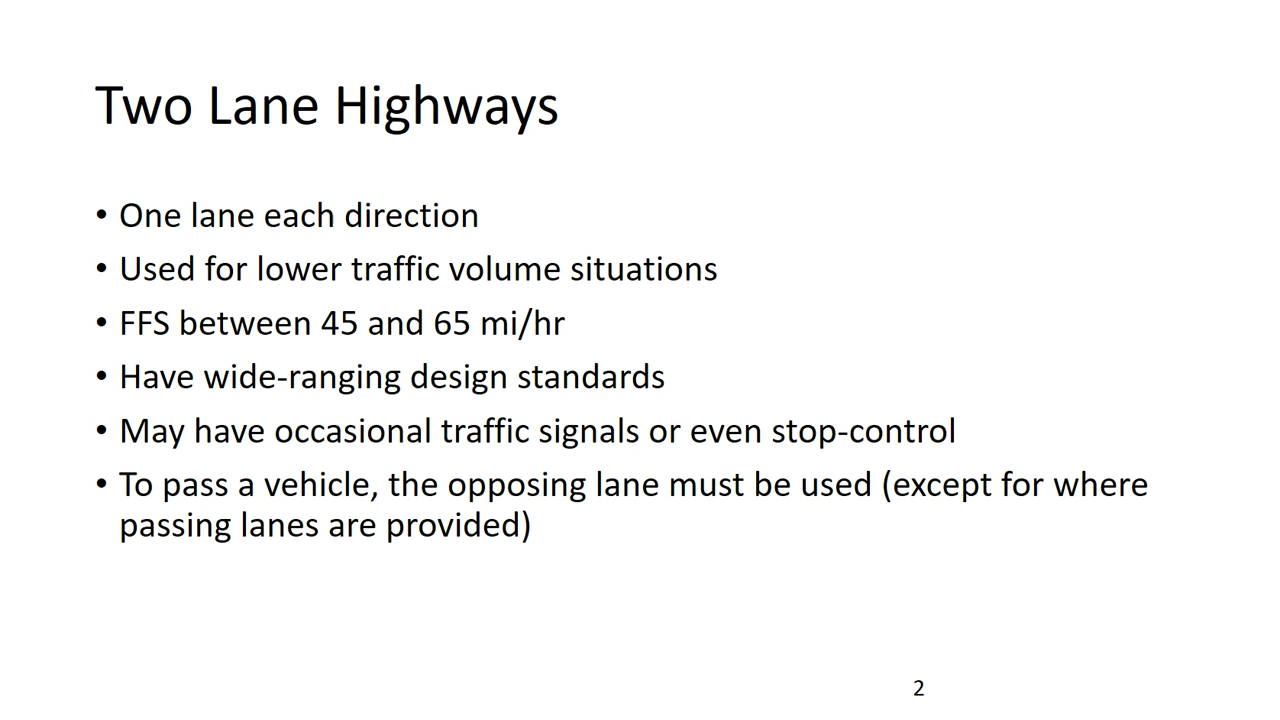 Two Lane Highways
• One lane each direction
• Used for lower traffic volume situations
• FFS between 45 and 65 mi/hr
• Have wide-ranging design standards
• May have occasional traffic signals or even stop-control
• To pass a vehicle, the opposing lane must be used (except for where
passing lanes are provided)
2